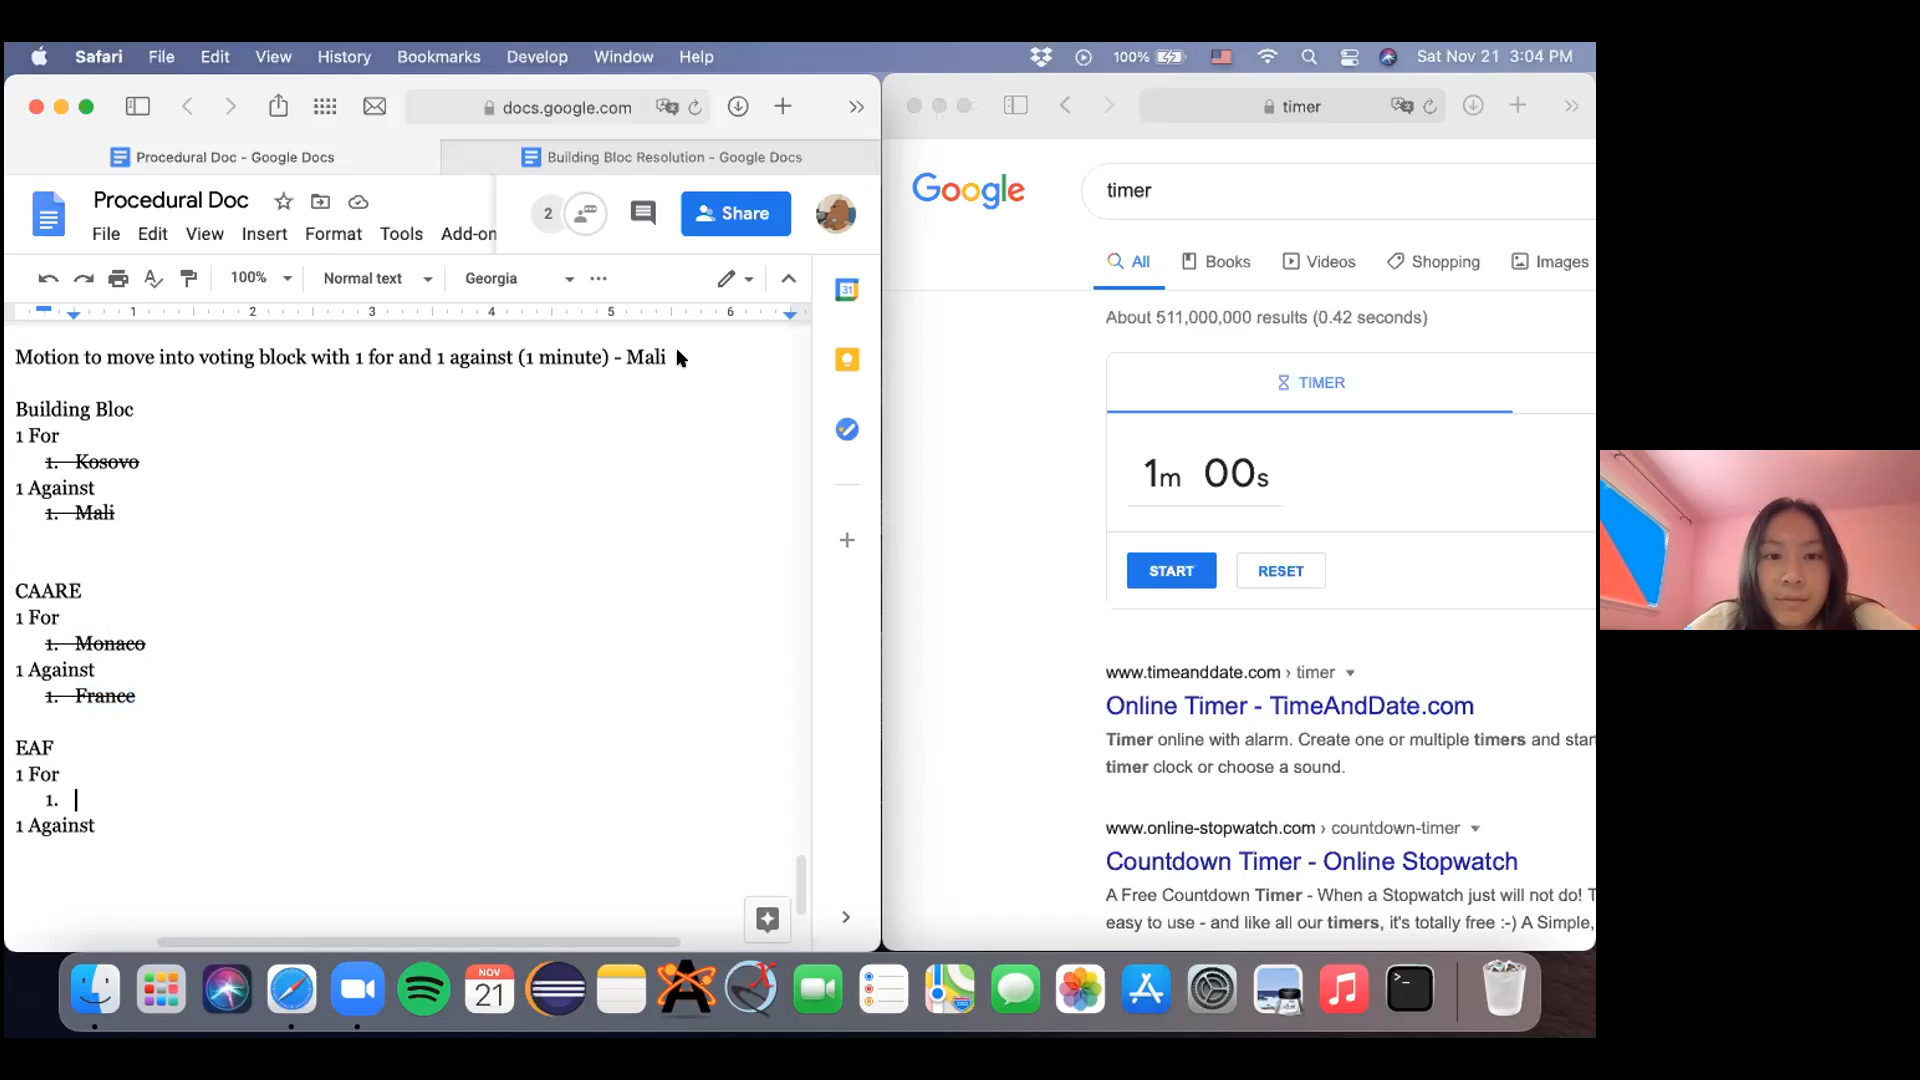 Safari File Edit View History Bookmarks Develop Window Help 100% Sat Nov 21 3:04 PM
docs.google.com
timer
Procedural Doc - Google Docs
Building Bloc Resolution - Google Docs
Procedural Doc
2
Share
File Edit View Insert Format Tools Add-on
100% Normal text Georgia
1 2 3 4 5 6
31
Motion to move into voting block with 1 for and 1 against (1 minute) - Mali
Building Bloc
1 For
1. Kosovo
1 Against
1. Mali
CAARE
1 For
1. Monaco
1 Against
1. France
EAF
1 For
1.
1 Against
Google
timer
All Books Videos Shopping Images
About 511,000,000 results (0.42 seconds)
TIMER
1m 00s
START RESET
www.timeanddate.com › timer
Online Timer - TimeAndDate.com
Timer online with alarm. Create one or multiple timers and star
timer clock or choose a sound.
www.online-stopwatch.com › countdown-timer
Countdown Timer - Online Stopwatch
A Free Countdown Timer - When a Stopwatch just will not do! T
easy to use - and like all our timers, it's totally free :-) A Simple,
NOV
21